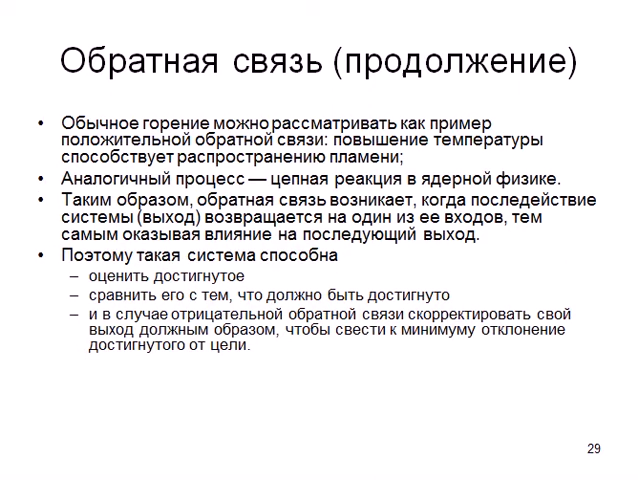 Обратная связь (продолжение)
• Обычное горение можно рассматривать как пример
положительной обратной связи: повышение температуры
способствует распространению пламени;
• Аналогичный процесс — цепная реакция в ядерной физике.
• Таким образом, обратная связь возникает, когда последействие
системы (выход) возвращается на один из ее входов, тем
самым оказывая влияние на последующий выход.
• Поэтому такая система способна
– оценить достигнутое
– сравнить его с тем, что должно быть достигнуто
– и в случае отрицательной обратной связи скорректировать свой
выход должным образом, чтобы свести к минимуму отклонение
достигнутого от цели.
29